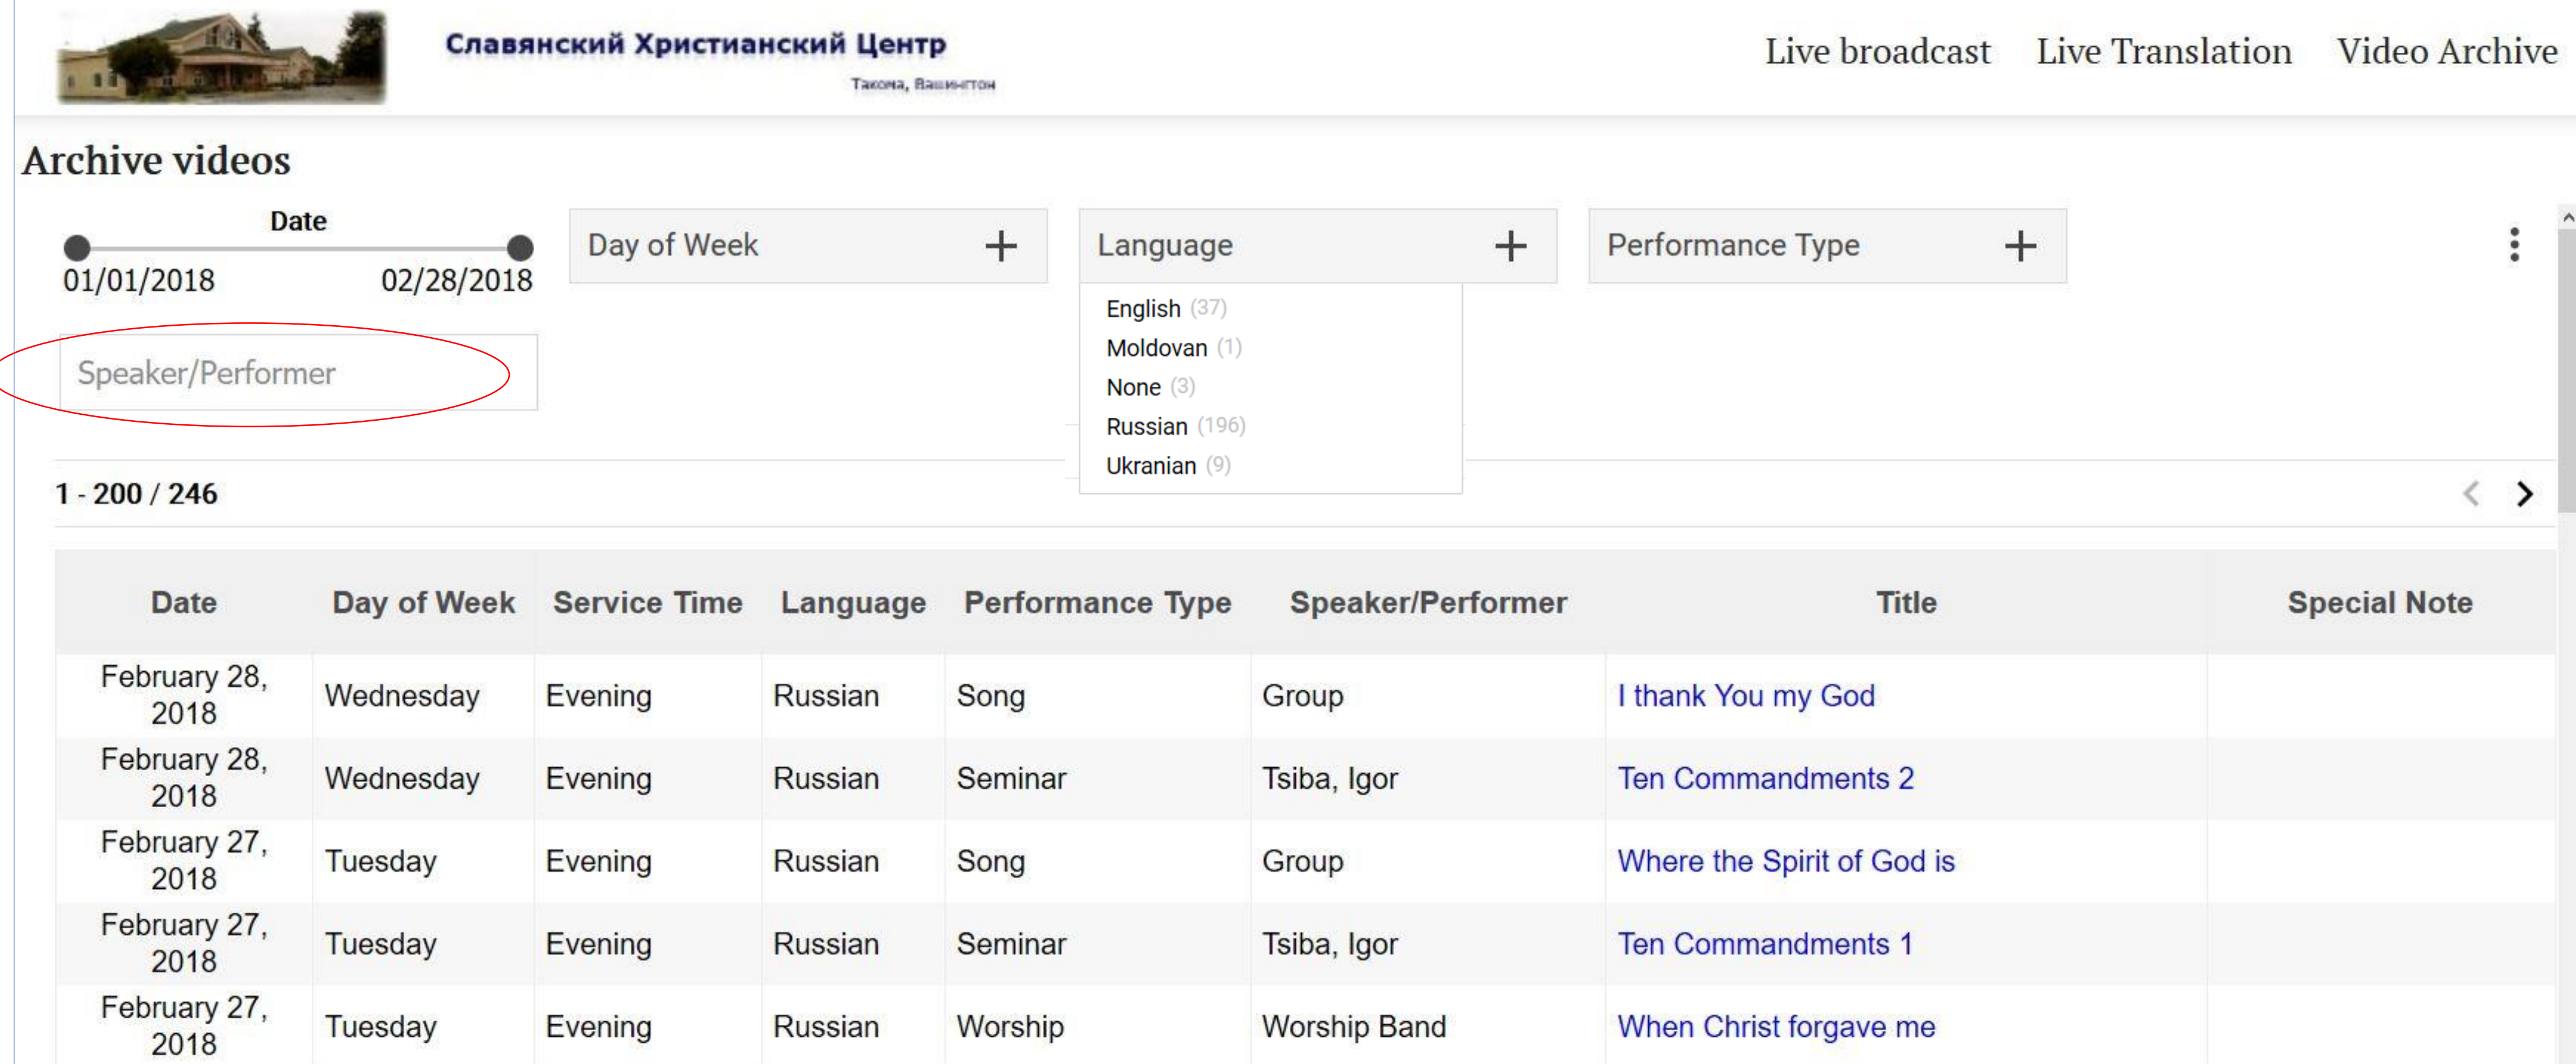 Славянский Христианский Центр
Такома, Вашингтон
Live broadcast Live Translation Video Archive
Archive videos
Date
01/01/2018 02/28/2018
Day of Week +
Language +
Performance Type +
English (37)
Moldovan (1)
None (3)
Russian (196)
Ukranian (9)
Speaker/Performer
1 - 200 / 246
Date Day of Week Service Time Language Performance Type Speaker/Performer Title Special Note
February 28, 2018 Wednesday Evening Russian Song Group I thank You my God
February 28, 2018 Wednesday Evening Russian Seminar Tsiba, Igor Ten Commandments 2
February 27, 2018 Tuesday Evening Russian Song Group Where the Spirit of God is
February 27, 2018 Tuesday Evening Russian Seminar Tsiba, Igor Ten Commandments 1
February 27, 2018 Tuesday Evening Russian Worship Worship Band When Christ forgave me